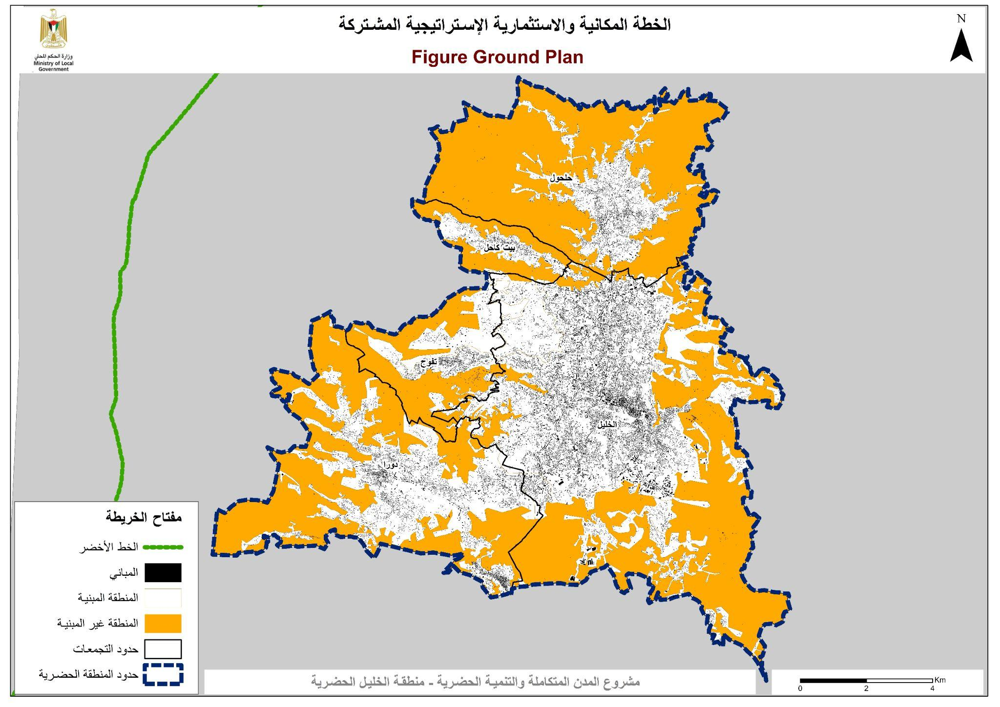 الخطة المكانية والاستثمارية الإستراتيجية المشتركة
Figure Ground Plan
N
فلسطين
وزارة الحكم المحلي
Ministry of Local
Government
حلحول
بيت كاحل
تفوح
الخليل
دورا
مفتاح الخريطة
الخط الأخضر
المباني
المنطقة المبنية
المنطقة غير المبنية
حدود التجمعات
حدود المنطقة الحضرية
مشروع المدن المتكاملة والتنمية الحضرية - منطقة الخليل الحضرية
Km
0 2 4